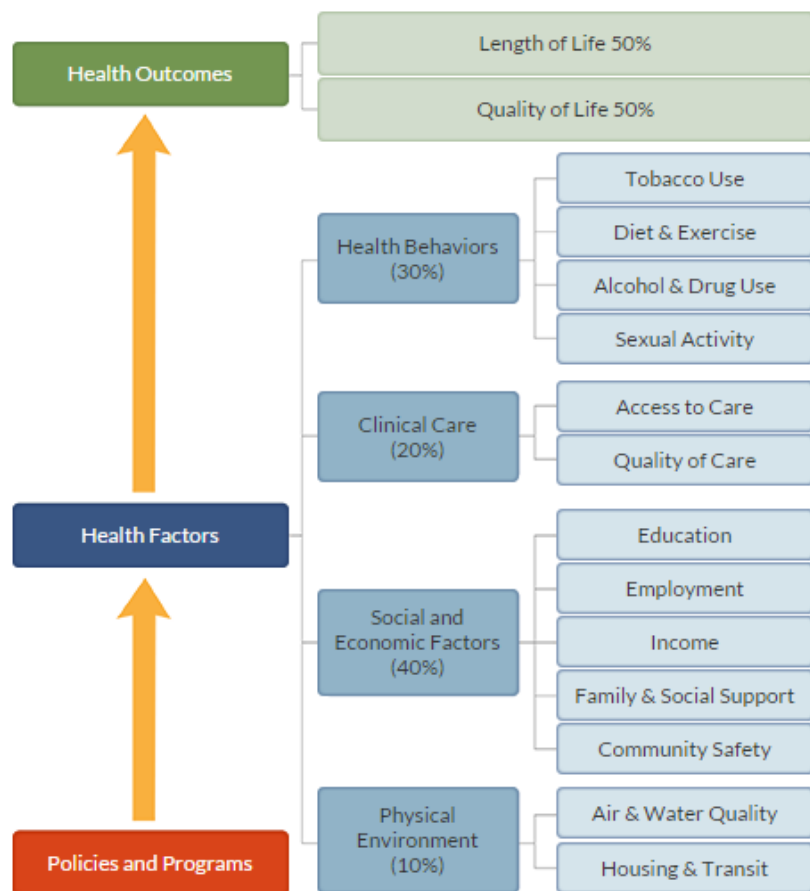 Health Outcomes
Length of Life 50%
Quality of Life 50%
Health Factors
Health Behaviors
(30%)
Tobacco Use
Diet & Exercise
Alcohol & Drug Use
Sexual Activity
Clinical Care
(20%)
Access to Care
Quality of Care
Social and
Economic Factors
(40%)
Education
Employment
Income
Family & Social Support
Community Safety
Physical
Environment
(10%)
Air & Water Quality
Housing & Transit
Policies and Programs